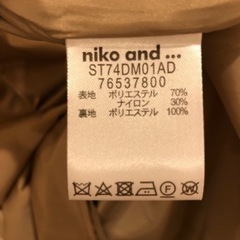 niko and ...
ST74DM01AD
76537800
表地 ポリエステル 70%
ナイロン 30%
裏地 ポリエステル 100%